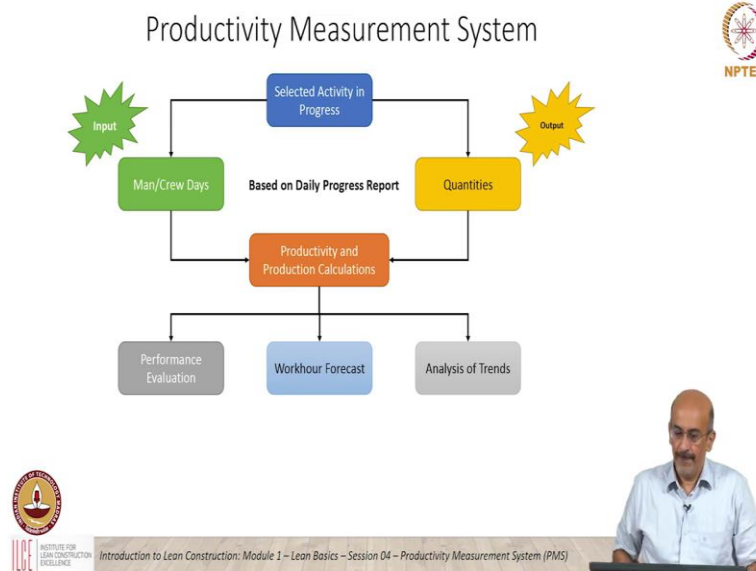 Productivity Measurement System
NPTE
Selected Activity in
Progress
Input
Output
Man/Crew Days
Based on Daily Progress Report
Quantities
Productivity and
Production Calculations
Performance
Evaluation
Workhour Forecast
Analysis of Trends
ILCE
INSTITUTE FOR
LEAN CONSTRUCTION
EXCELLENCE
Introduction to Lean Construction: Module 1 – Lean Basics – Session 04 – Productivity Measurement System (PMS)